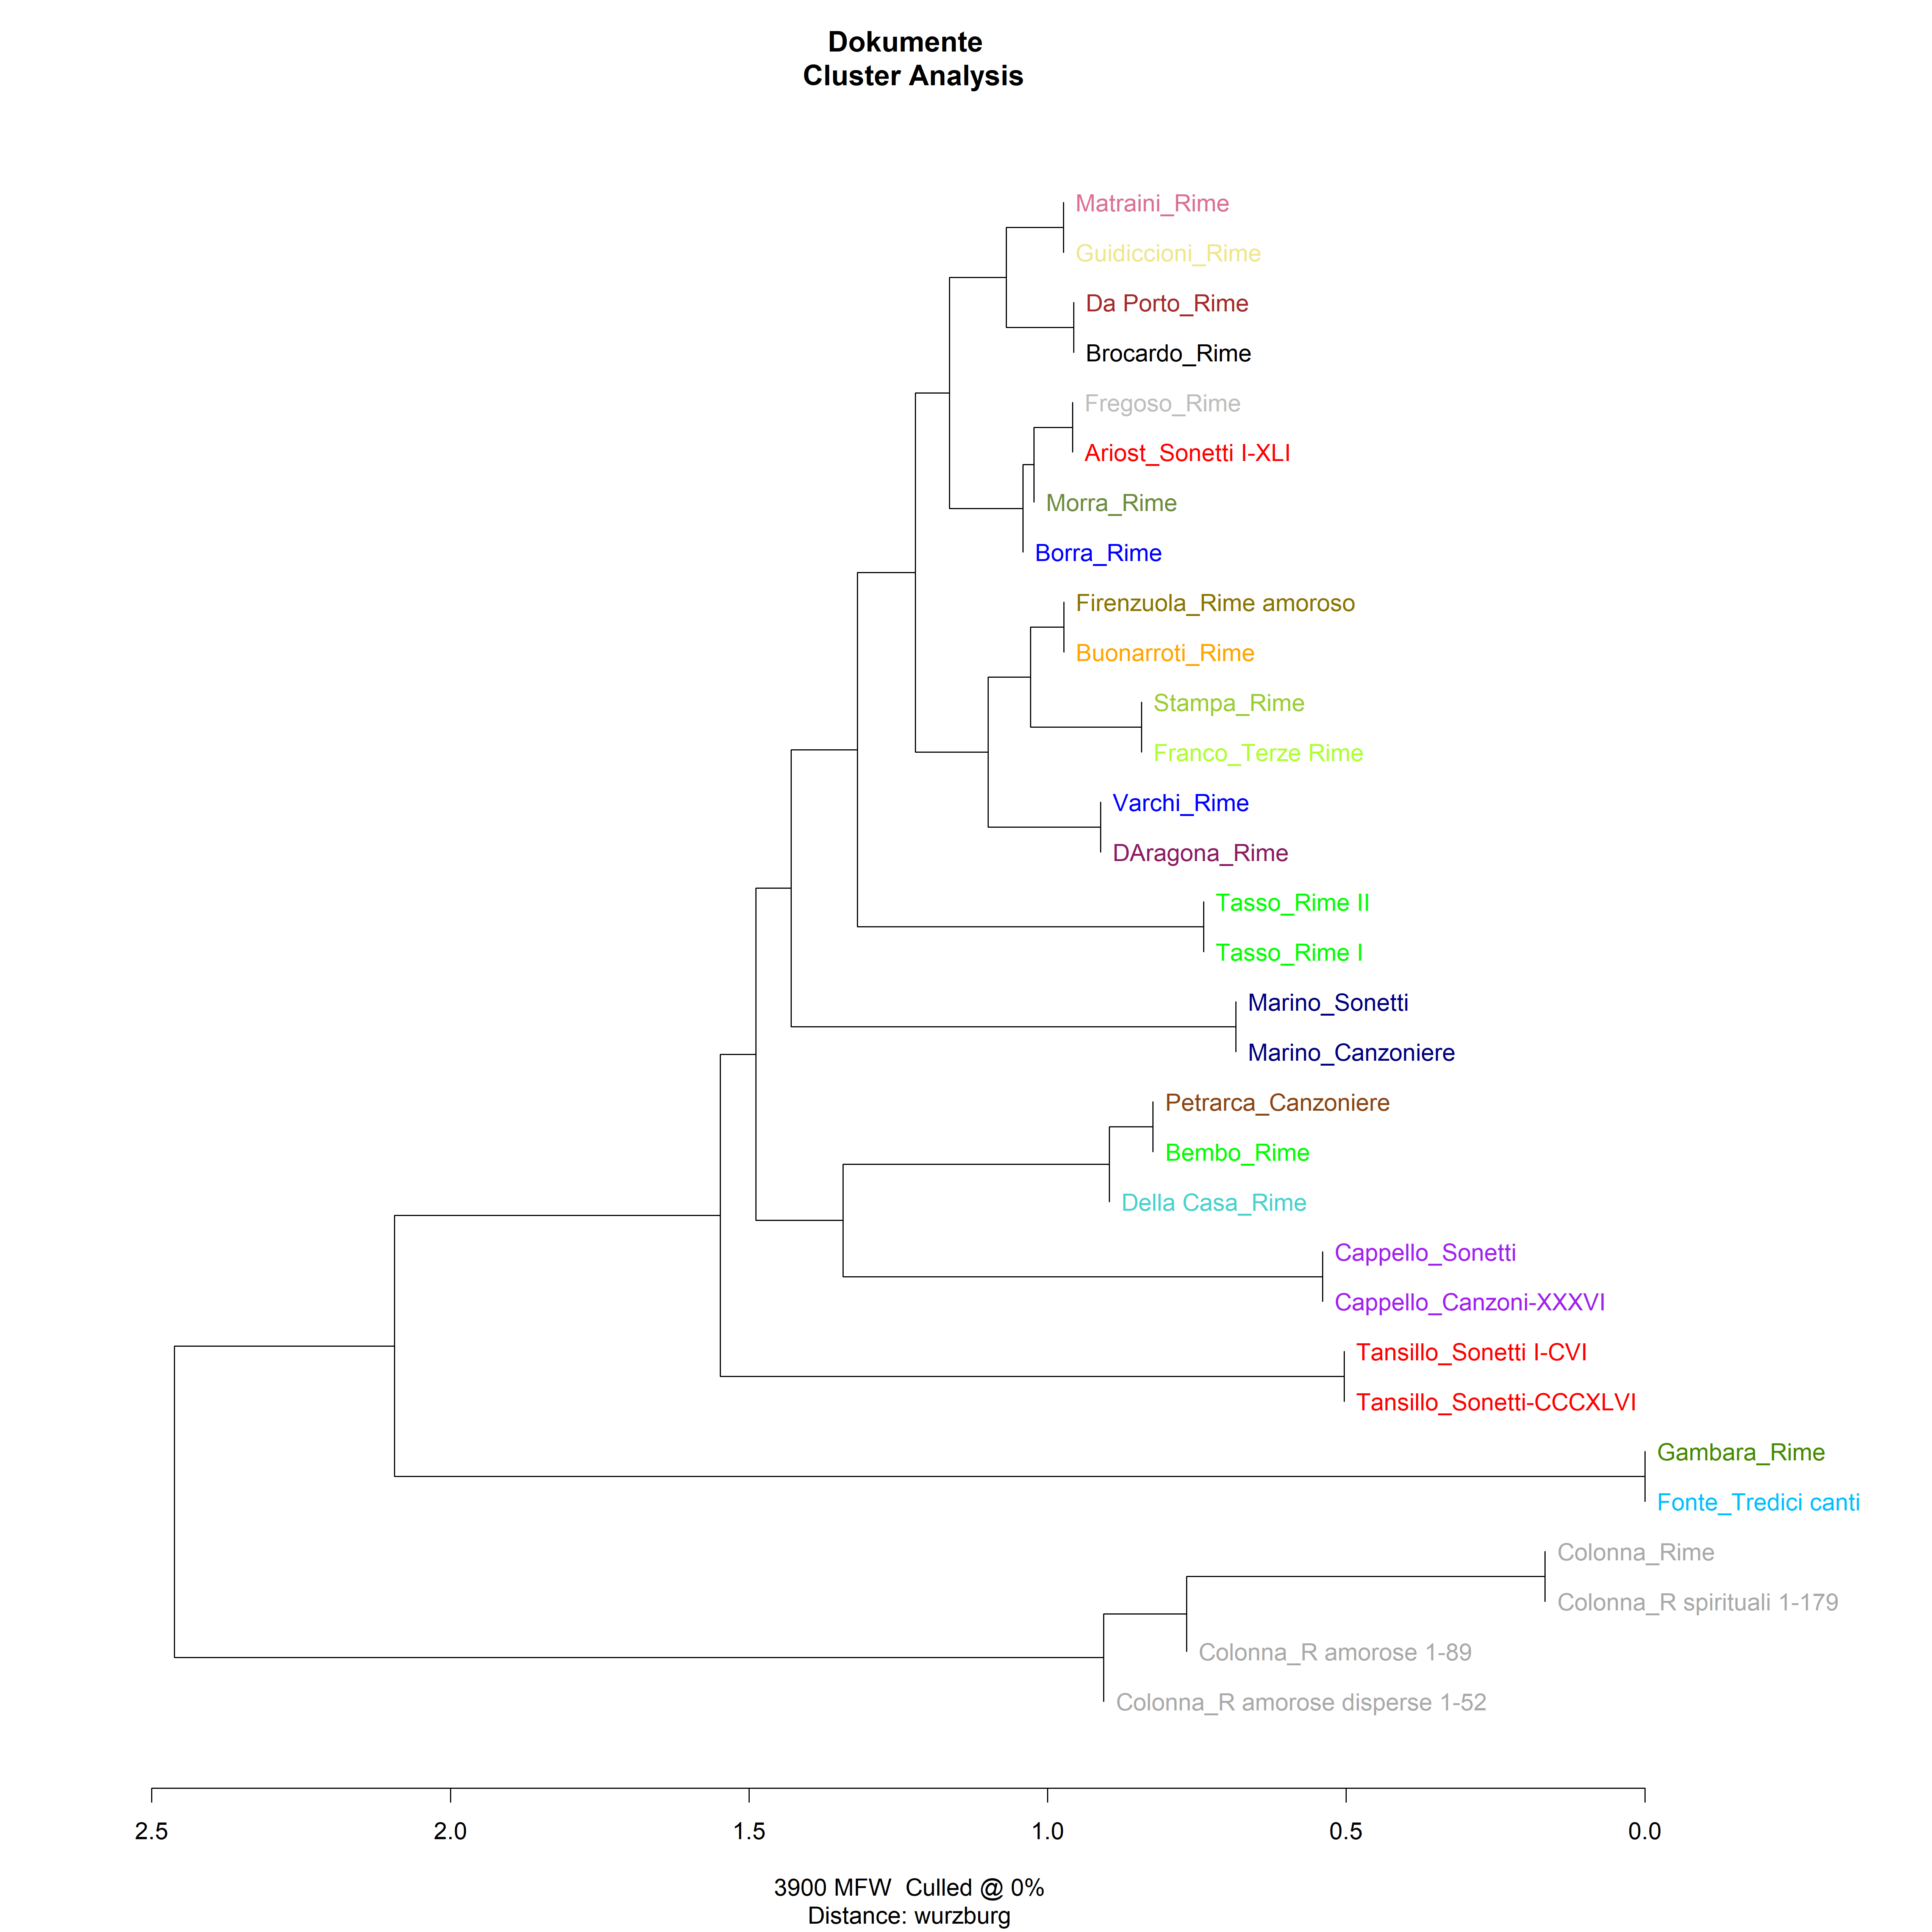 Dokumente
Cluster Analysis
Matraini_Rime
Guidiccioni_Rime
Da Porto_Rime
Brocardo_Rime
Fregoso_Rime
Ariost_Sonetti I-XLI
Morra_Rime
Borra_Rime
Firenzuola_Rime amoroso
Buonarroti_Rime
Stampa_Rime
Franco_Terze Rime
Varchi_Rime
DAragona_Rime
Tasso_Rime II
Tasso_Rime I
Marino_Sonetti
Marino_Canzoniere
Petrarca_Canzoniere
Bembo_Rime
Della Casa_Rime
Cappello_Sonetti
Cappello_Canzoni-XXXVI
Tansillo_Sonetti I-CVI
Tansillo_Sonetti-CCCXLVI
Gambara_Rime
Fonte_Tredici canti
Colonna_Rime
Colonna_R spirituali 1-179
Colonna_R amorose 1-89
Colonna_R amorose disperse 1-52
2.5 2.0 1.5 1.0 0.5 0.0
3900 MFW  Culled @ 0%
Distance: wurzburg